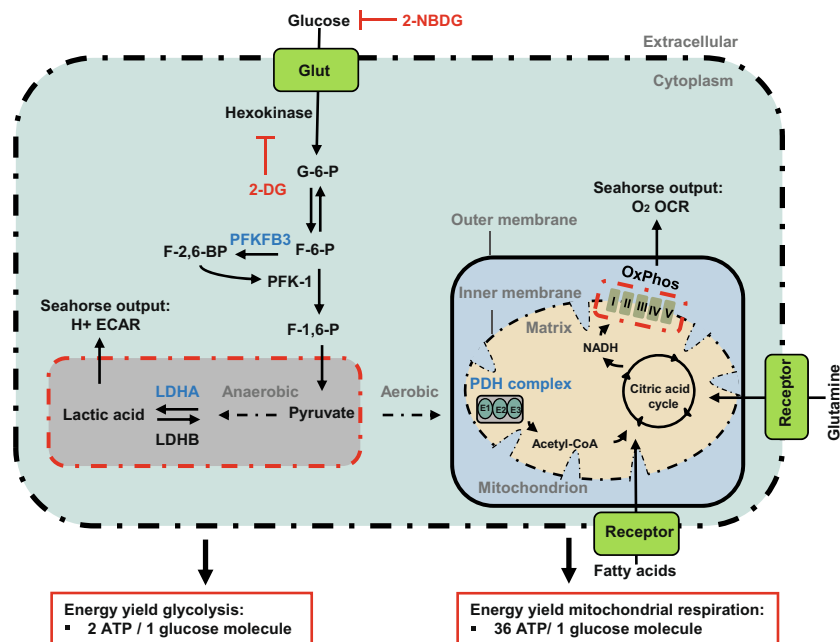 Glucose
2-NBDG
Extracellular
Glut
Cytoplasm
Hexokinase
G-6-P
2-DG
Seahorse output:
O₂ OCR
Outer membrane
PFKFB3
F-2,6-BP
F-6-P
PFK-1
OxPhos
I II III IV V
Seahorse output:
H+ ECAR
Inner membrane
F-1,6-P
Matrix
NADH
LDHA
Anaerobic
Aerobic
PDH complex
Citric acid
cycle
Receptor
Glutamine
Lactic acid
Pyruvate
E1 E2 E3
LDHB
Acetyl-CoA
Mitochondrion
Receptor
Fatty acids
Energy yield glycolysis:
▪ 2 ATP / 1 glucose molecule
Energy yield mitochondrial respiration:
▪ 36 ATP/ 1 glucose molecule